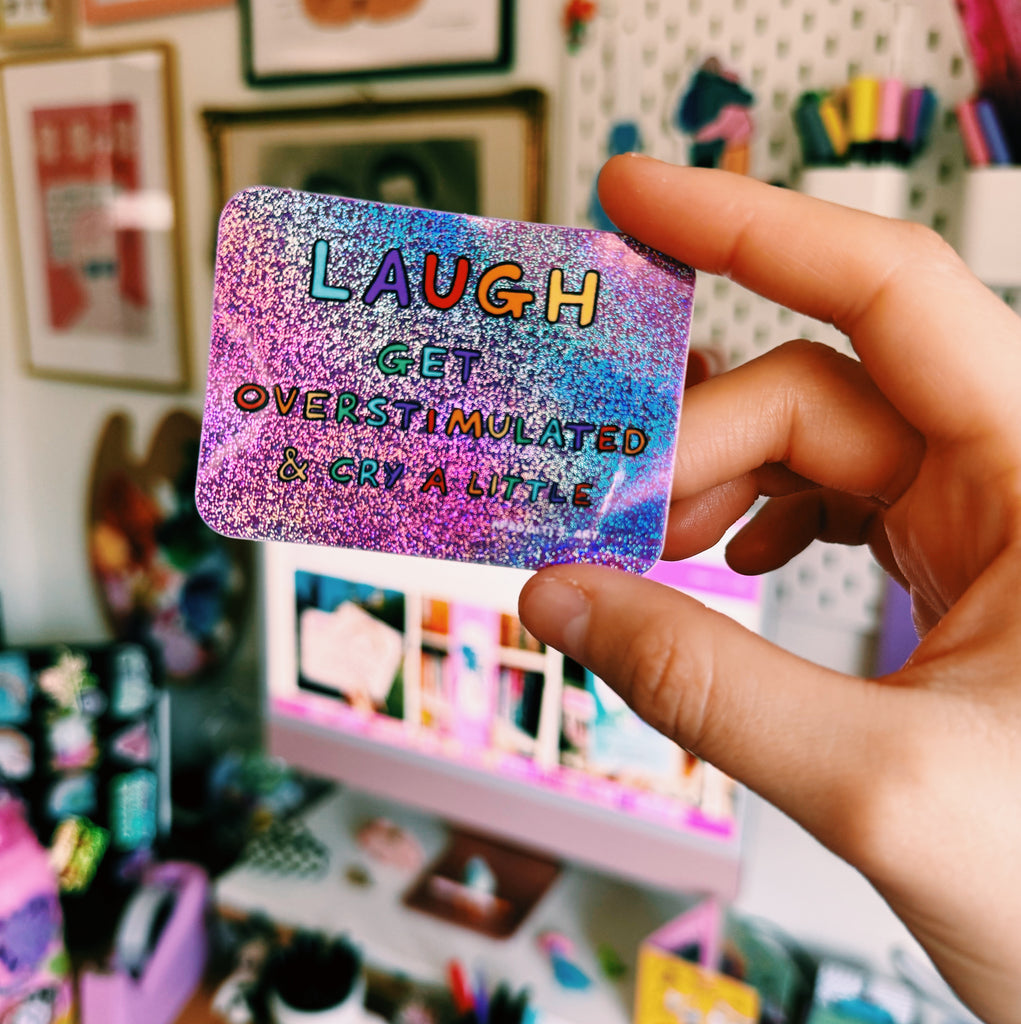 LAUGH
GET
OVERSTIMULATED
& CRY A LITTLE